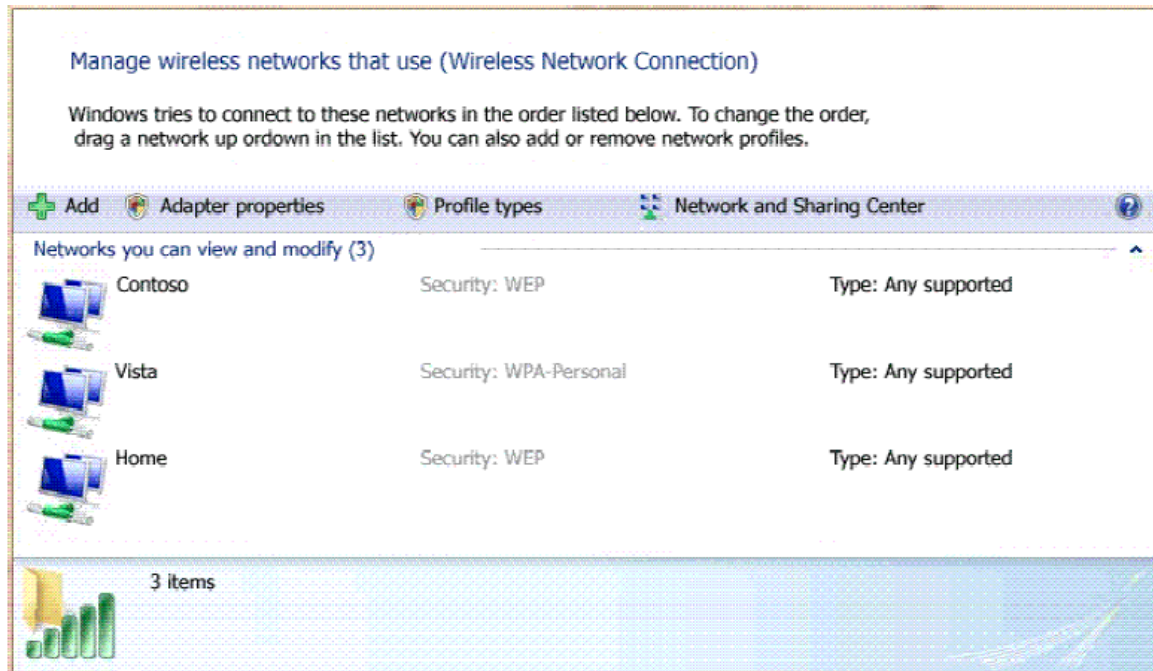 Manage wireless networks that use (Wireless Network Connection)
Windows tries to connect to these networks in the order listed below. To change the order,
drag a network up ordown in the list. You can also add or remove network profiles.
Add Adapter properties Profile types Network and Sharing Center
Networks you can view and modify (3)
Contoso Security: WEP Type: Any supported
Vista Security: WPA-Personal Type: Any supported
Home Security: WEP Type: Any supported
3 items